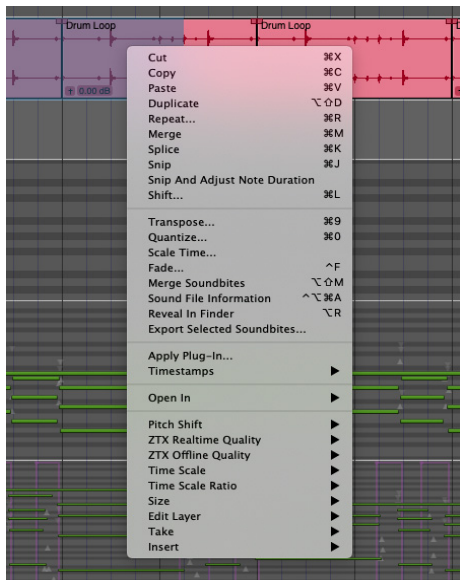 Drum Loop
Drum Loop
0.00 dB
Cut ⌘X
Copy ⌘C
Paste ⌘V
Duplicate ⌥⇧D
Repeat... ⌘R
Merge ⌘M
Splice ⌘K
Snip ⌘J
Snip And Adjust Note Duration
Shift... ⌘L
Transpose... ⌘9
Quantize... ⌘0
Scale Time...
Fade... ^F
Merge Soundbites ⌥⇧M
Sound File Information ^⌥⌘A
Reveal In Finder ⌥R
Export Selected Soundbites...
Apply Plug-In...
Timestamps
Open In
Pitch Shift
ZTX Realtime Quality
ZTX Offline Quality
Time Scale
Time Scale Ratio
Size
Edit Layer
Take
Insert